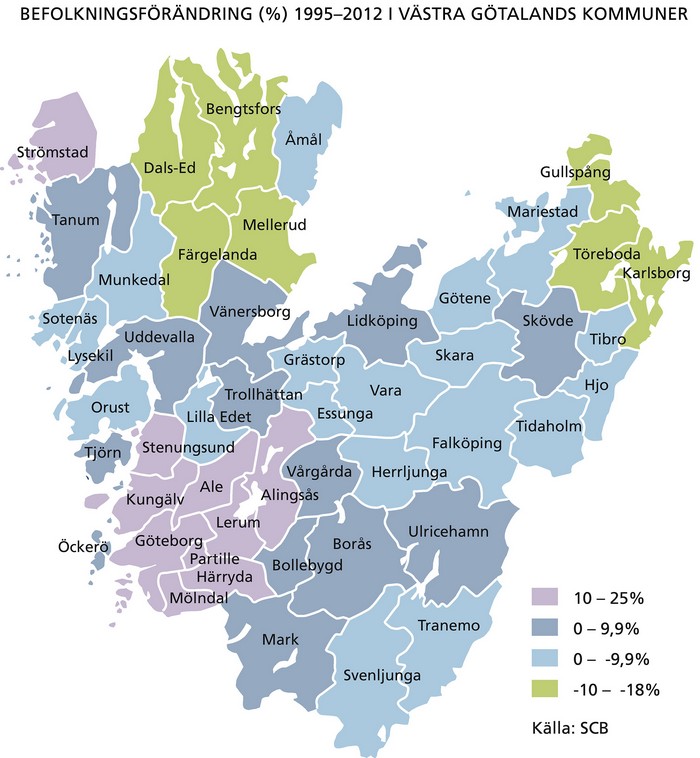 BEFOLKNINGSFÖRÄNDRING (%) 1995–2012 I VÄSTRA GÖTALANDS KOMMUNER
Bengtsfors
Åmål
Strömstad
Dals-Ed
Gullspång
Mariestad
Tanum
Mellerud
Färgelanda
Töreboda
Karlsborg
Munkedal
Götene
Vänersborg
Sotenäs
Lidköping
Skövde
Uddevalla
Tibro
Lysekil
Grästorp
Skara
Hjo
Trollhättan
Vara
Orust
Lilla Edet
Essunga
Tidaholm
Falköping
Stenungsund
Tjörn
Vårgårda
Herrljunga
Ale
Alingsås
Kungälv
Lerum
Ulricehamn
Göteborg
Öckerö
Borås
Partille
Bollebygd
Härryda
Mölndal
10 – 25%
Tranemo
0 – 9,9%
Mark
0 – -9,9%
Svenljunga
-10 – -18%
Källa: SCB